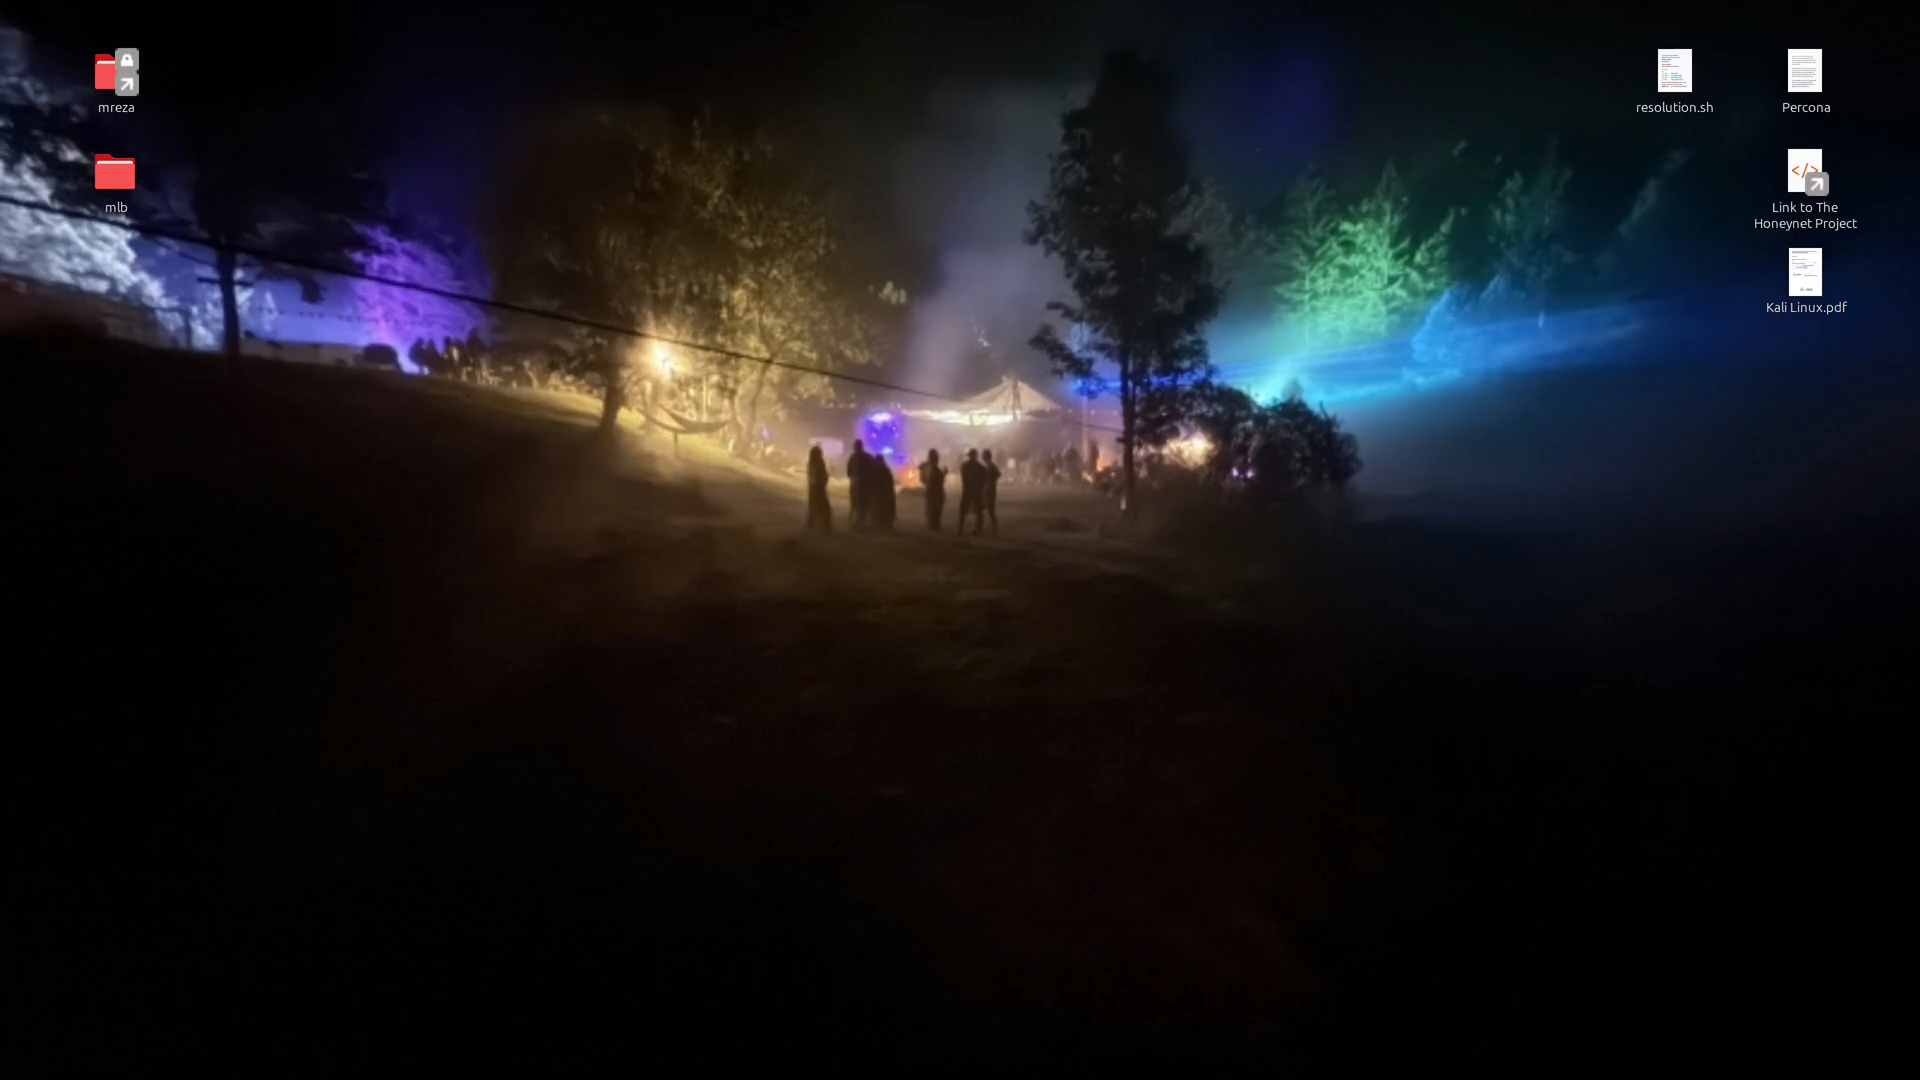 mreza
mlb
resolution.sh
Percona
Link to The
Honeynet Project
Kali Linux.pdf